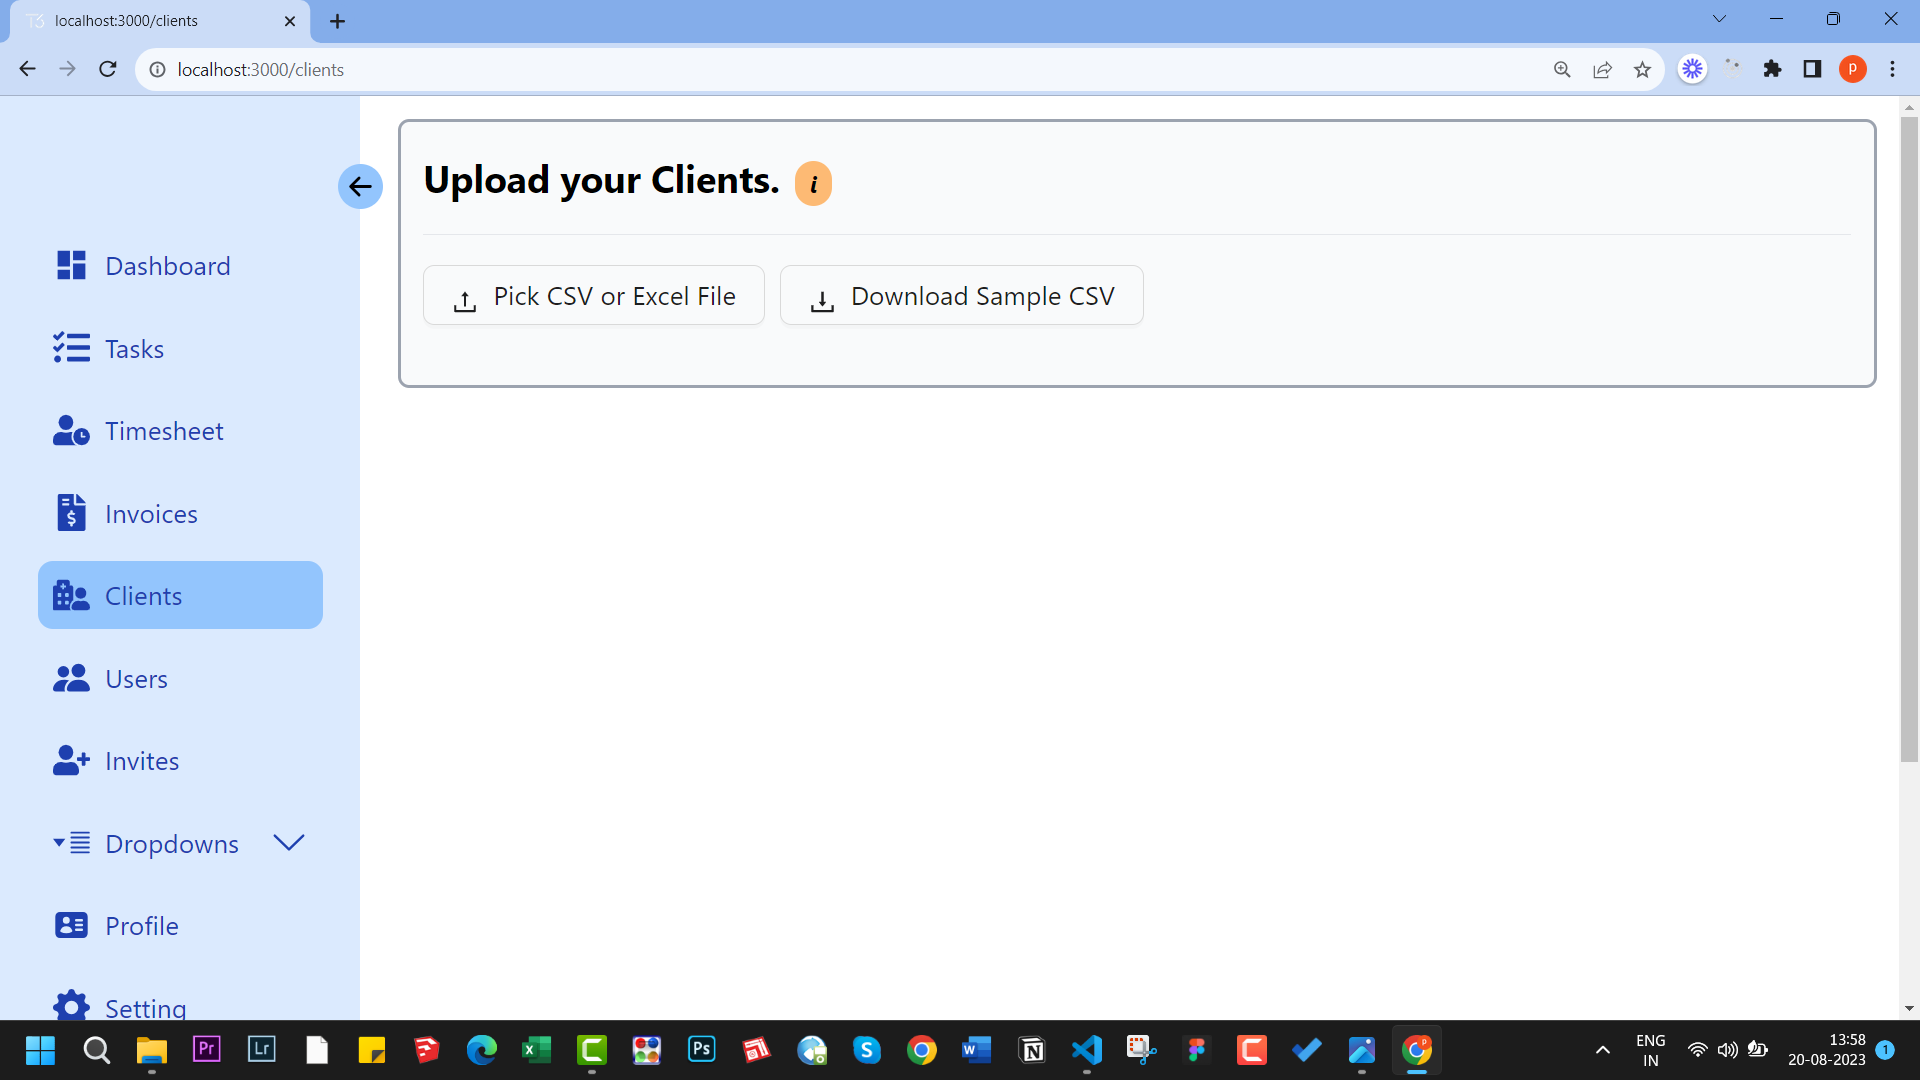 localhost:3000/clients
localhost:3000/clients
P
Upload your Clients. i
Pick CSV or Excel File
Download Sample CSV
Dashboard
Tasks
Timesheet
Invoices
Clients
Users
Invites
Dropdowns
Profile
Setting
Pr
Lr
Ps
S
W
N
ENG
IN
13:58
20-08-2023
1